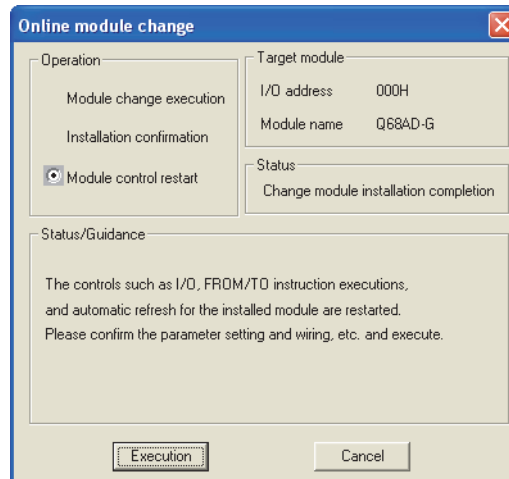 Online module change
Operation
Module change execution
Installation confirmation
Module control restart
Target module
I/O address 000H
Module name Q68AD-G
Status
Change module installation completion
Status/Guidance
The controls such as I/O, FROM/TO instruction executions,
and automatic refresh for the installed module are restarted.
Please confirm the parameter setting and wiring, etc. and execute.
Execution
Cancel